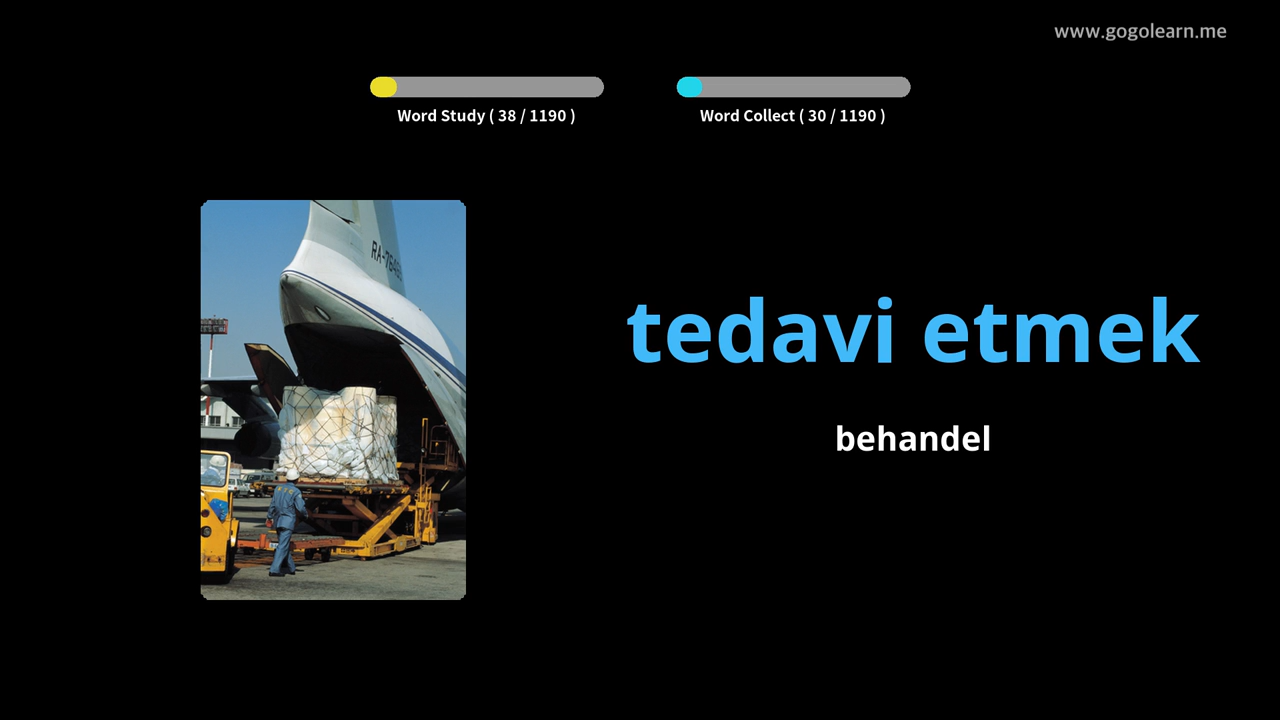 www.gogolearn.me
Word Study ( 38 / 1190 )
Word Collect ( 30 / 1190 )
tedavi etmek
behandel